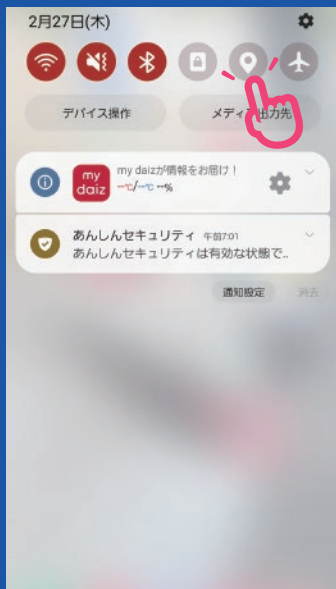 2月27日(木)
デバイス操作
メディア出力先
my daizが情報をお届け！
my
daiz
--℃/--℃ --%
あんしんセキュリティ 午前7:01
あんしんセキュリティは有効な状態で..
通知設定
消去